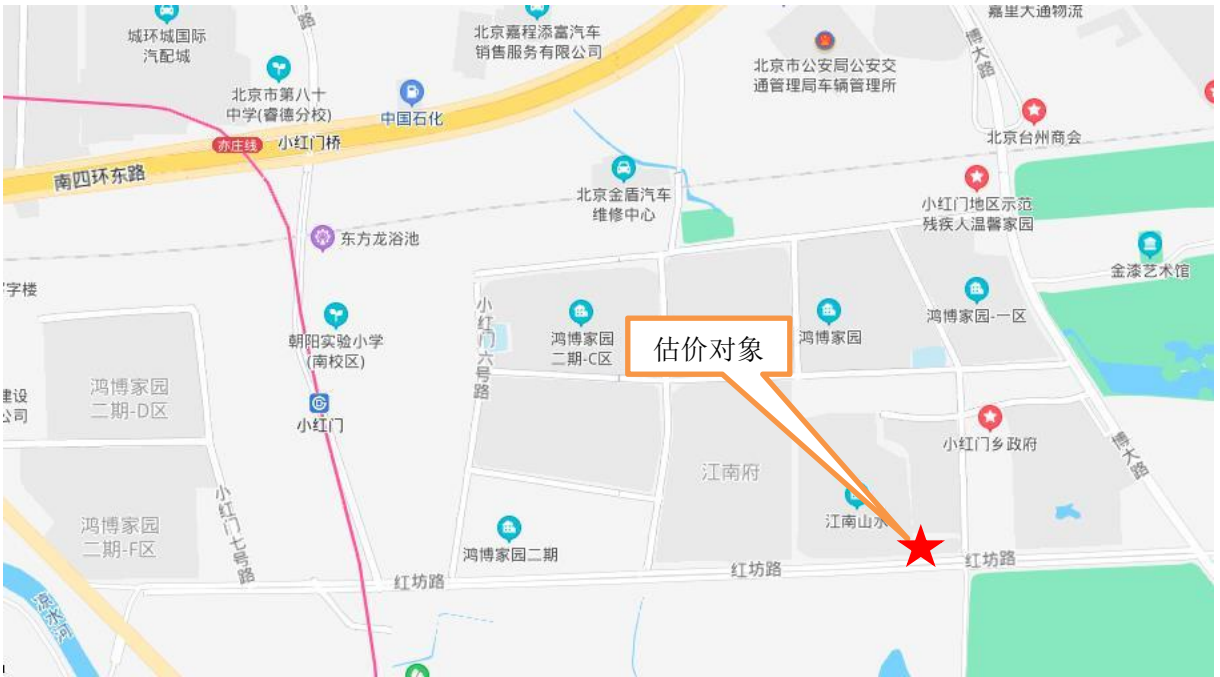 嘉里大通物流
城环城国际
汽配城
路
北京嘉程添富汽车
销售服务有限公司
博大路
北京市公安局公安交
通管理局车辆管理所
北京市第八十
中学(睿德分校)
中国石化
北京台州商会
亦庄线
小红门桥
南四环东路
北京金盾汽车
维修中心
小红门地区示范
残疾人温馨家园
东方龙浴池
金漆艺术馆
字楼
小红门六号路
鸿博家园
二期-C区
鸿博家园
鸿博家园-一区
朝阳实验小学
(南校区)
估价对象
鸿博家园
二期-D区
建设
公司
小红门
小红门乡政府
博大路
江南府
小红门七号路
江南山水
鸿博家园
二期-F区
鸿博家园二期
红坊路
红坊路
红坊路
凉水河